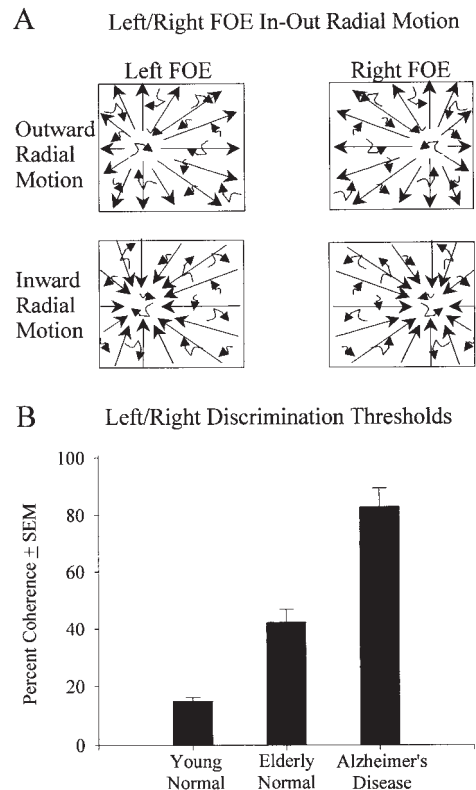 A Left/Right FOE In-Out Radial Motion
Left FOE Right FOE
Outward
Radial
Motion
Inward
Radial
Motion
B Left/Right Discrimination Thresholds
Percent Coherence ± SEM
100
80
60
40
20
0
Young
Normal
Elderly
Normal
Alzheimer's
Disease